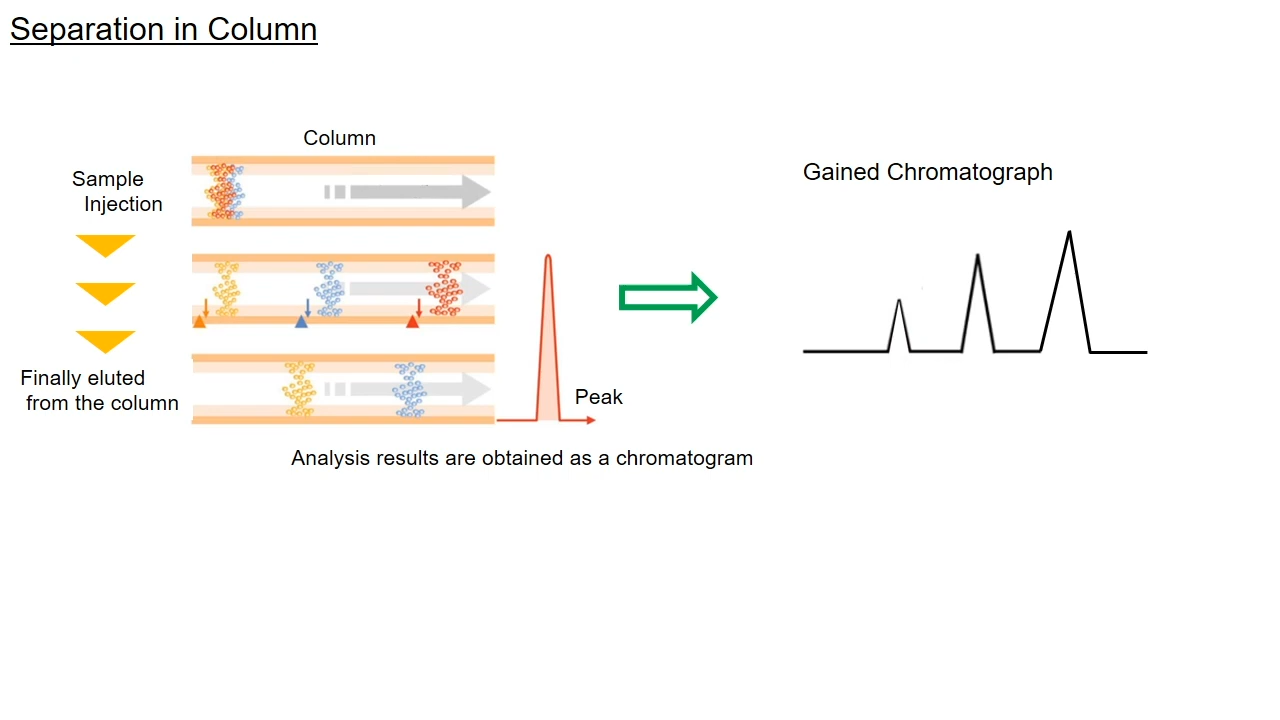 Separation in Column
Column
Sample
Injection
Gained Chromatograph
Finally eluted
from the column
Peak
Analysis results are obtained as a chromatogram